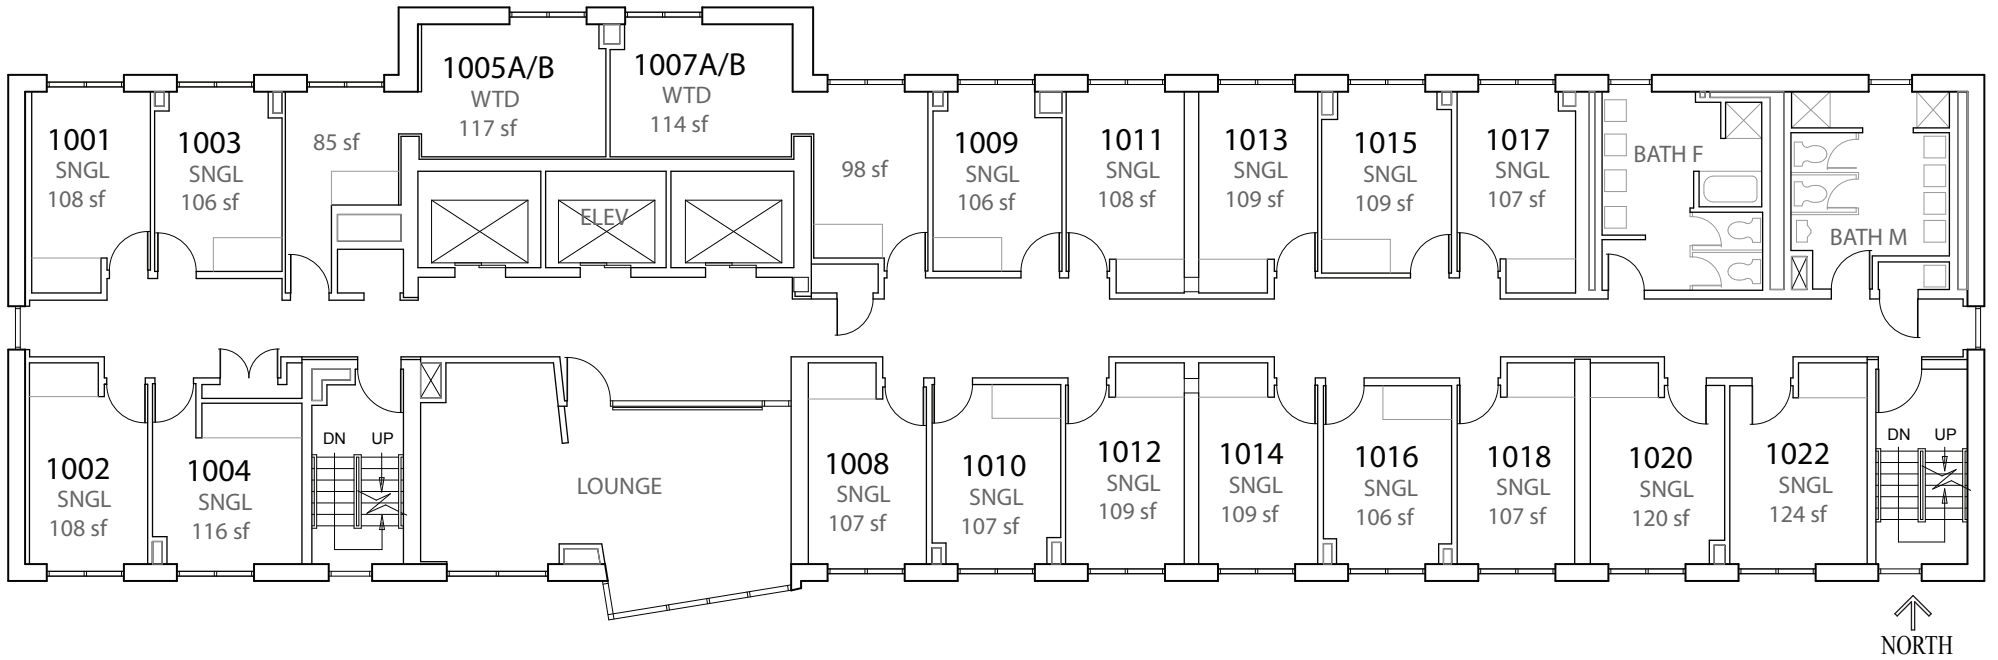 1005A/B
WTD
117 sf
1007A/B
WTD
114 sf
1001
SNGL
108 sf
1003
SNGL
106 sf
85 sf
ELEV
98 sf
1009
SNGL
106 sf
1011
SNGL
108 sf
1013
SNGL
109 sf
1015
SNGL
109 sf
1017
SNGL
107 sf
BATH F
BATH M
1002
SNGL
108 sf
1004
SNGL
116 sf
DN UP
LOUNGE
1008
SNGL
107 sf
1010
SNGL
107 sf
1012
SNGL
109 sf
1014
SNGL
109 sf
1016
SNGL
106 sf
1018
SNGL
107 sf
1020
SNGL
120 sf
1022
SNGL
124 sf
DN UP
NORTH